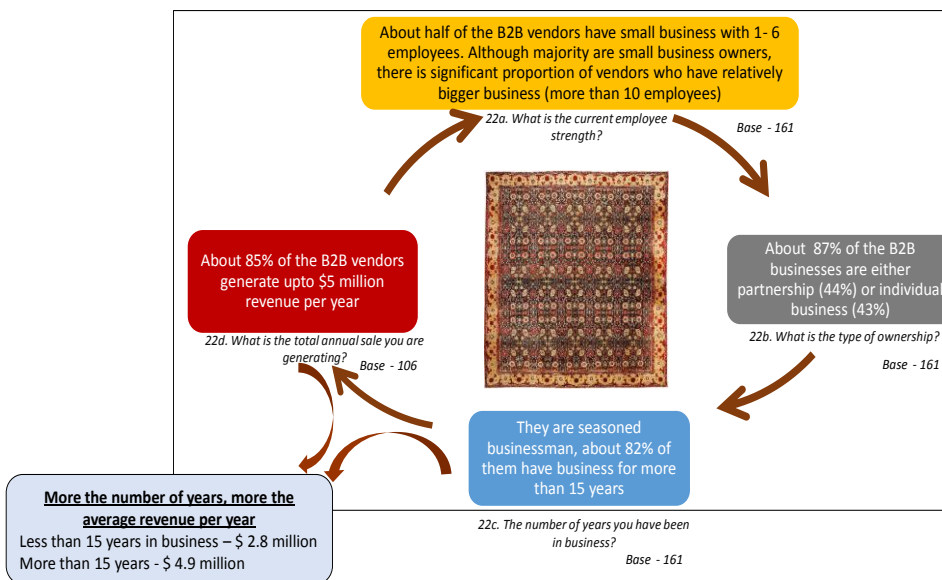 About half of the B2B vendors have small business with 1- 6
employees. Although majority are small business owners,
there is significant proportion of vendors who have relatively
bigger business (more than 10 employees)
22a. What is the current employee
strength?
Base - 161
About 87% of the B2B
businesses are either
partnership (44%) or individual
business (43%)
22b. What is the type of ownership?
Base - 161
They are seasoned
businessman, about 82% of
them have business for more
than 15 years
22c. The number of years you have been
in business?
Base - 161
About 85% of the B2B vendors
generate upto $5 million
revenue per year
22d. What is the total annual sale you are
generating?
Base - 106
More the number of years, more the
average revenue per year
Less than 15 years in business – $ 2.8 million
More than 15 years - $ 4.9 million